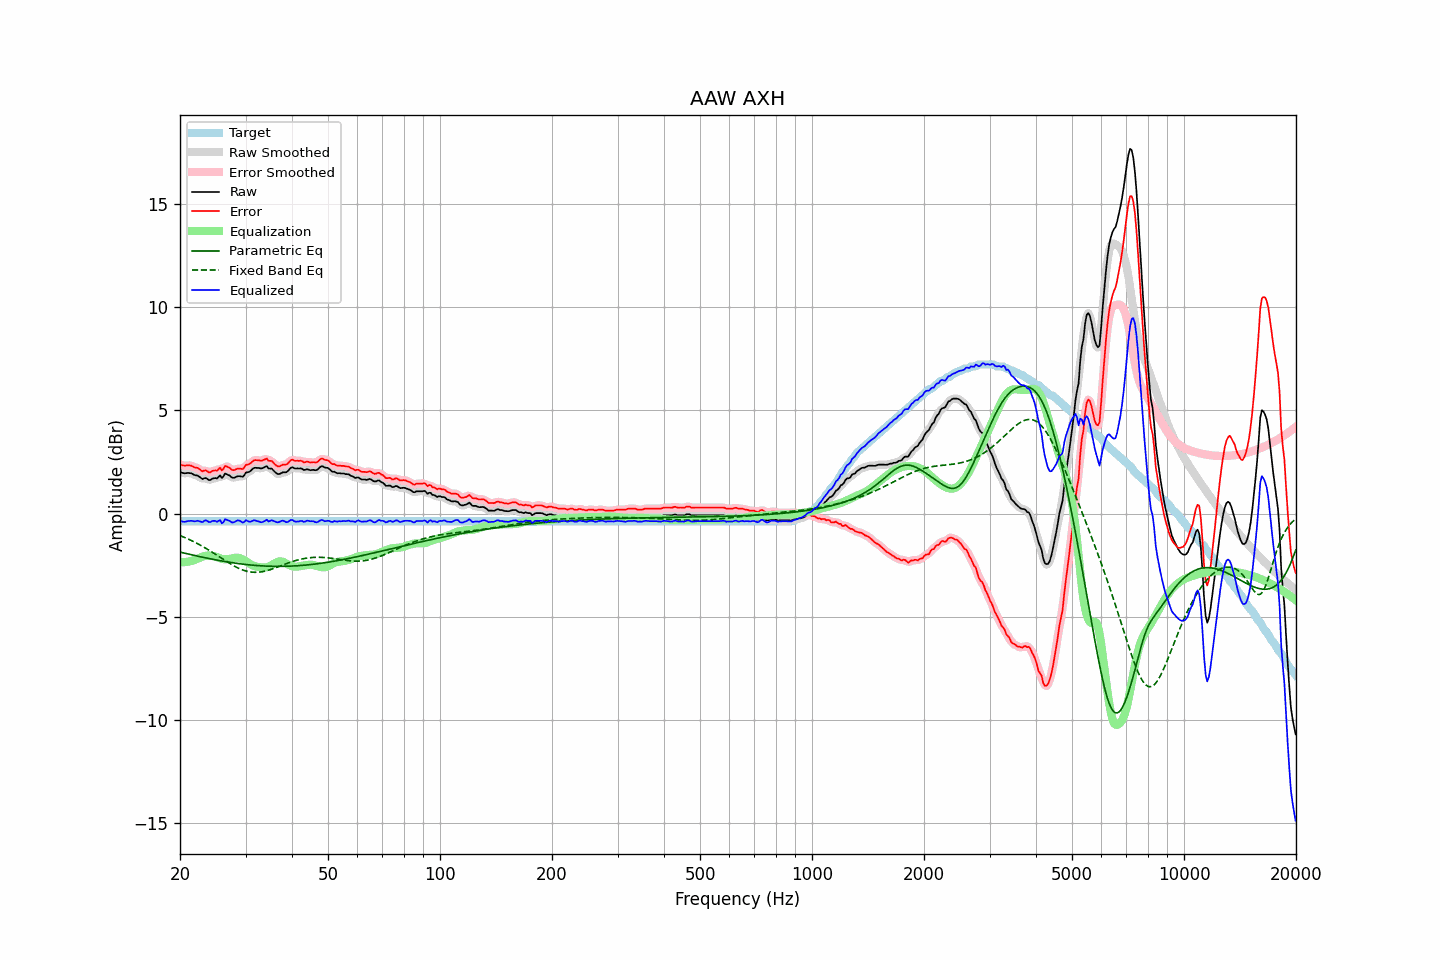 AAW AXH
Target
Raw Smoothed
Error Smoothed
Raw
Error
Equalization
Parametric Eq
Fixed Band Eq
Equalized
Amplitude (dBr)
15
10
5
0
−5
−10
−15
20 50 100 200 500 1000 2000 5000 10000 20000
Frequency (Hz)